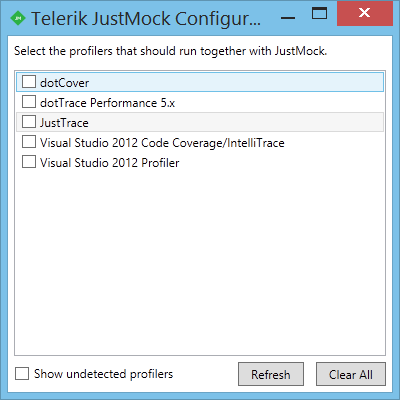 Telerik JustMock Configur...
Select the profilers that should run together with JustMock.
dotCover
dotTrace Performance 5.x
JustTrace
Visual Studio 2012 Code Coverage/IntelliTrace
Visual Studio 2012 Profiler
Show undetected profilers
Refresh
Clear All